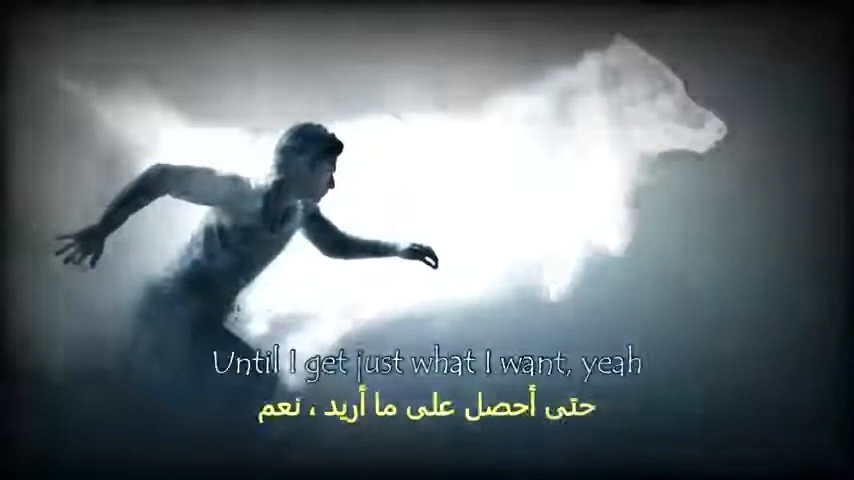 Until I get just what I want, yeah
حتى أحصل على ما أريد ، نعم